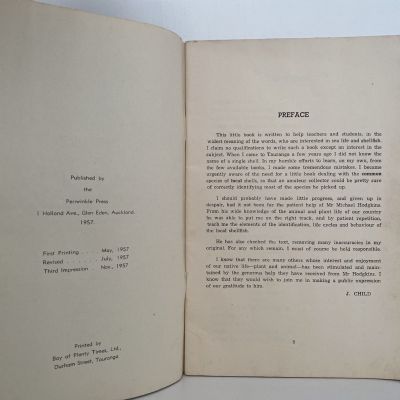 Published by
the
Periwinkle Press
1 Holland Ave., Glen Eden, Auckland.
1957.
First Printing . . . . May, 1957
Revised . . . . . July, 1957
Third Impression . . Nov., 1957
Printed by
Bay of Plenty Times, Ltd.,
Durham Street, Tauranga.
PREFACE
This little book is written to help teachers and students, in the
widest meaning of the words, who are interested in sea life and shellfish.
I claim no qualifications to write such a book except an interest in the
subject. When I came to Tauranga a few years ago I did not know the
name of a single shell. In my humble efforts to learn, on my own, from
the few available books, I made some tremendous mistakes. I became
urgently aware of the need for a little book dealing with the common
species of local shells, so that an amateur collector could be pretty sure
of correctly identifying most of the species he picked up.
I should probably have made little progress, and given up in
despair, had it not been for the patient help of Mr Michael Hodgkins.
From his wide knowledge of the animal and plant life of our country
he was able to put me on the right track, and by patient repetition,
teach me the elements of the identification, life cycles and behaviour of
the local shellfish.
He has also checked the text, removing many inaccuracies in my
original. For any which remain, I must of course be held responsible.
I know that there are many others whose interest and enjoyment
of our native life—plant and animal—has been stimulated and main-
tained by the generous help they have received from Mr Hodgkins. I
know that they would wish to join me in making a public expression
of our gratitude to him.
J. CHILD